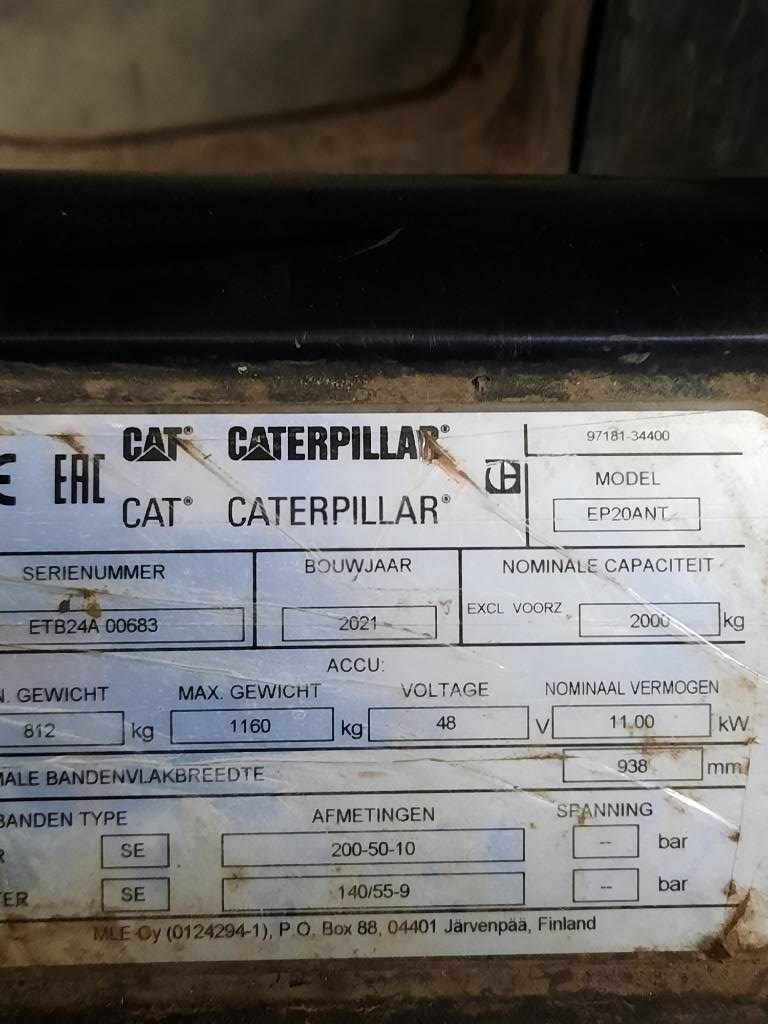 EAC CAT® CATERPILLAR® 97181-34400
CAT® CATERPILLAR® MODEL
EP20ANT
SERIENUMMER BOUWJAAR NOMINALE CAPACITEIT
ETB24A 00683 2021 EXCL VOORZ 2000 kg
ACCU:
N. GEWICHT MAX. GEWICHT VOLTAGE NOMINAAL VERMOGEN
812 kg 1160 kg 48 V 11.00 kW
MALE BANDENVLAKBREEDTE 938 mm
BANDEN TYPE AFMETINGEN SPANNING
R SE 200-50-10 -- bar
TER SE 140/55-9 -- bar
MLE Oy (0124294-1), P.O. Box 88, 04401 Järvenpää, Finland